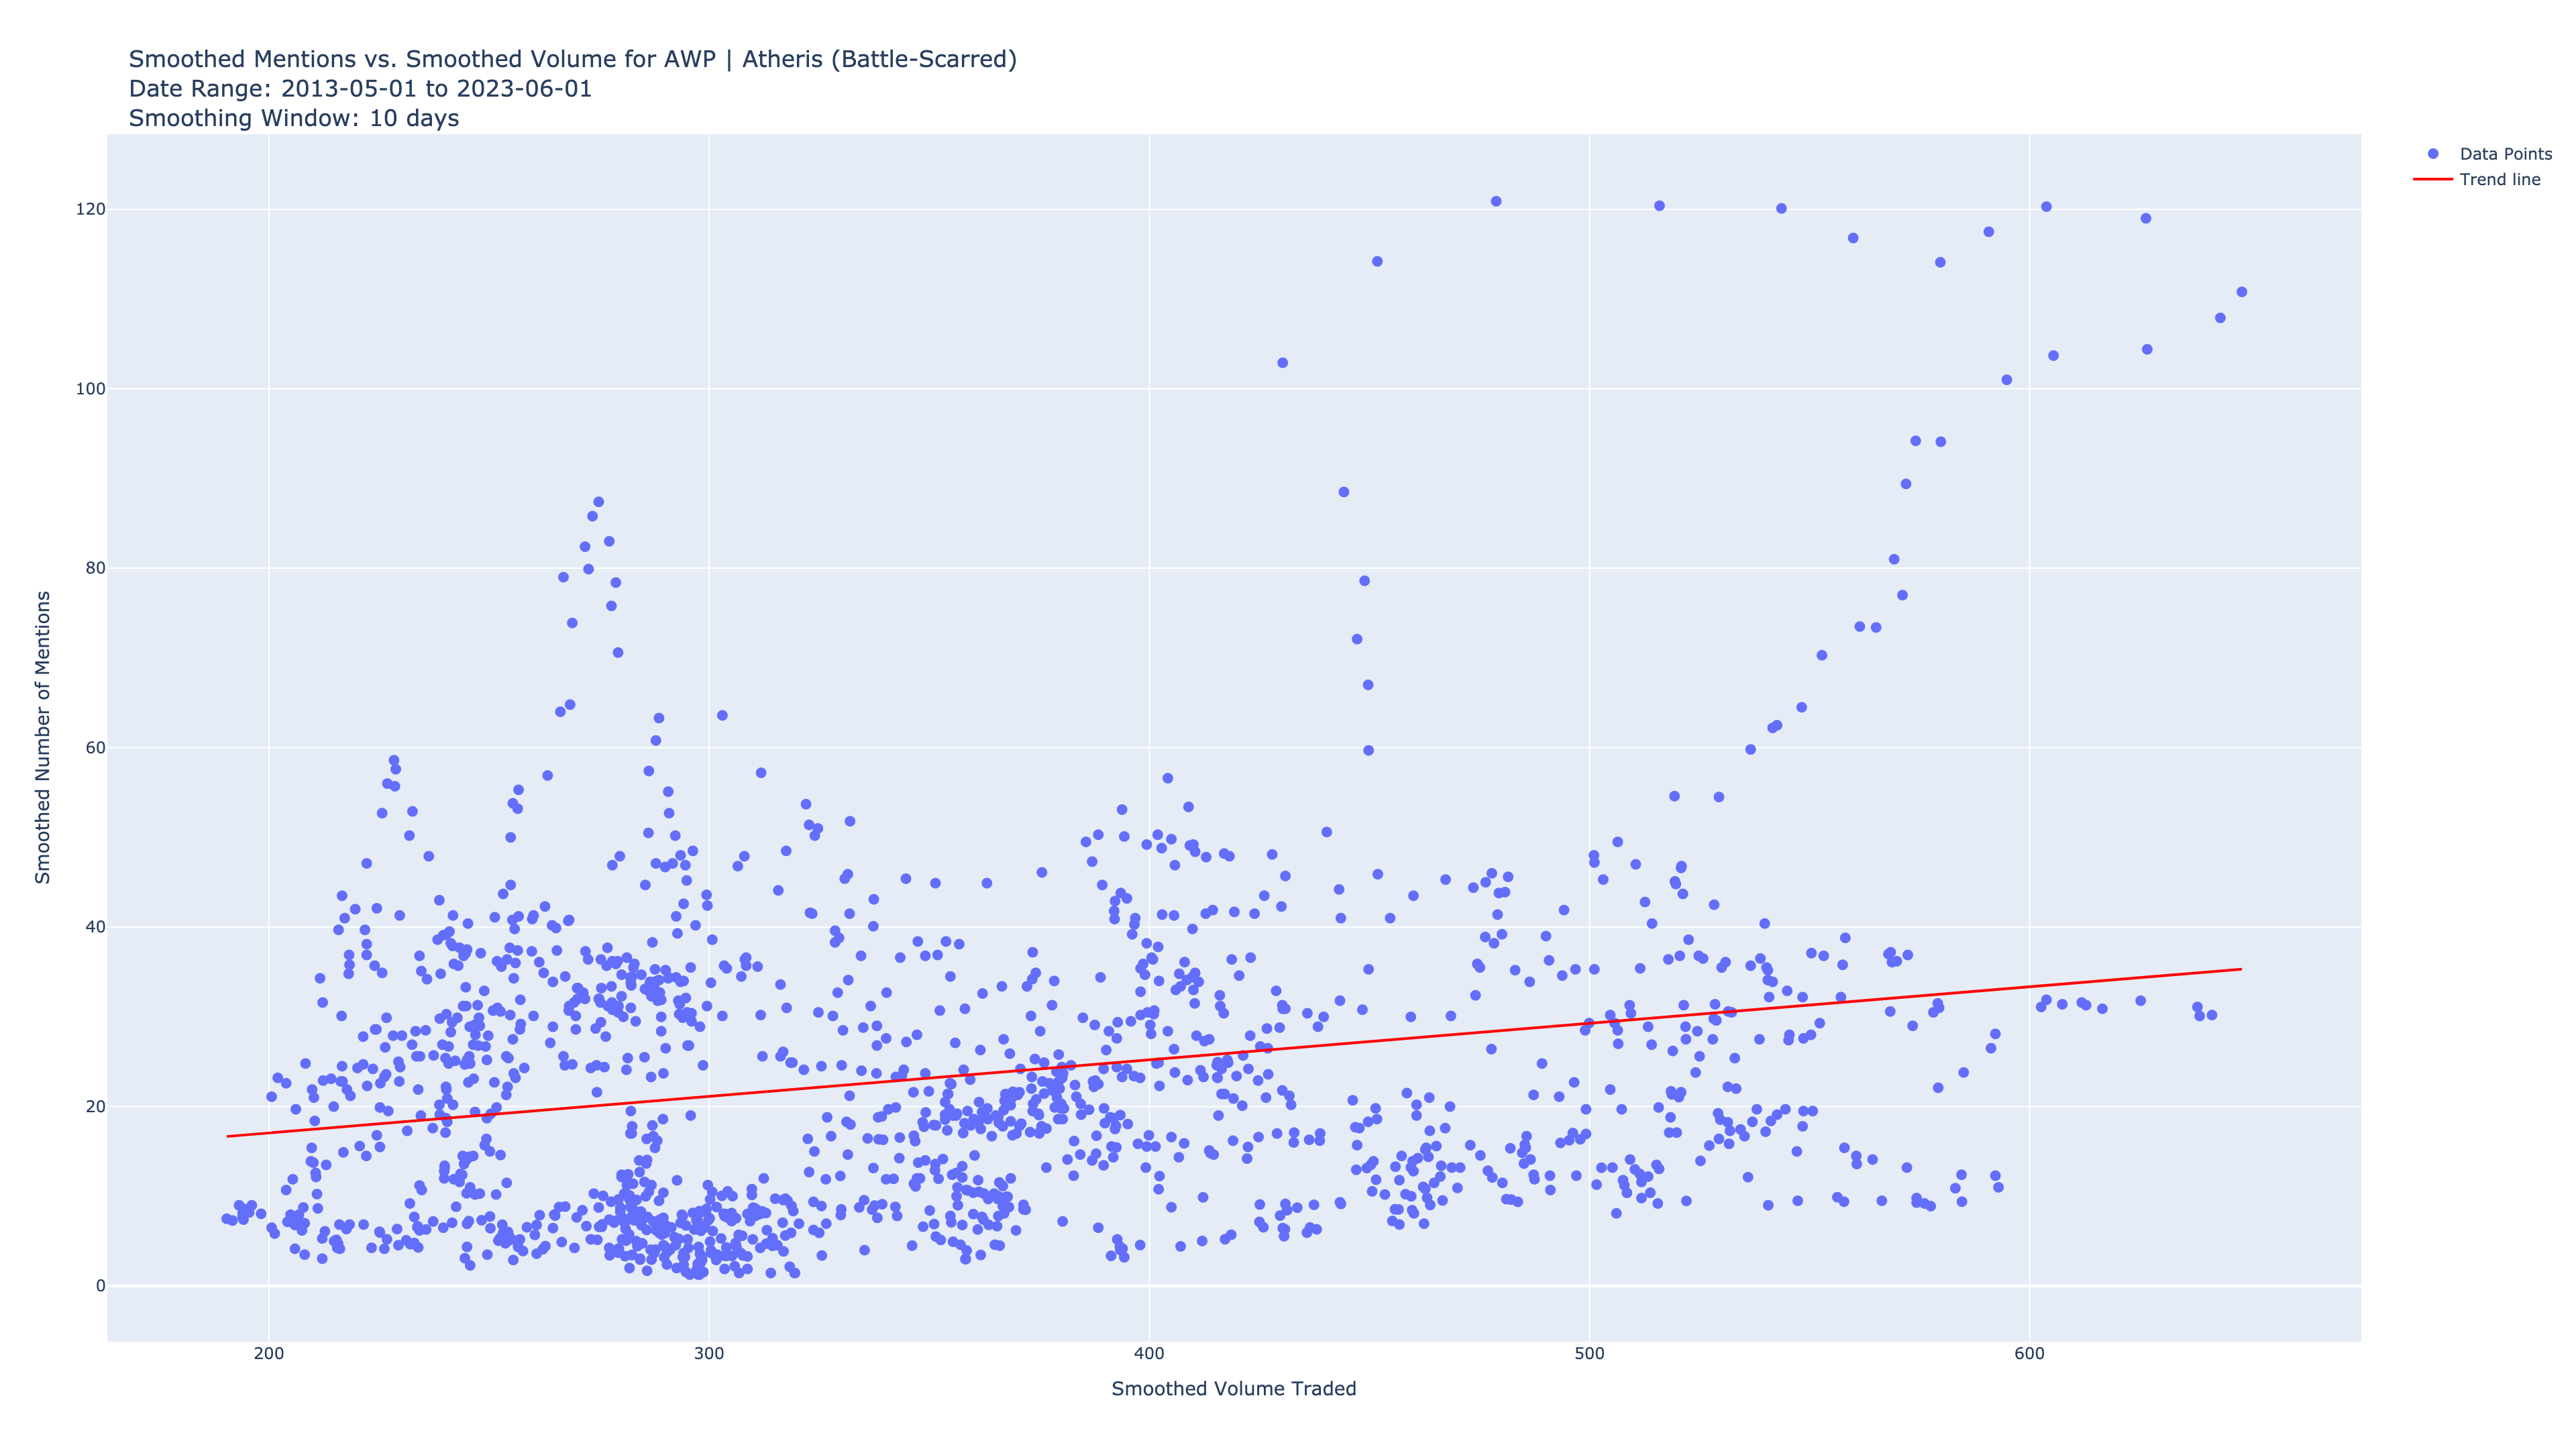 Smoothed Mentions vs. Smoothed Volume for AWP | Atheris (Battle-Scarred)
Date Range: 2013-05-01 to 2023-06-01
Smoothing Window: 10 days
Data Points
Trend line
120
100
80
60
40
20
0
Smoothed Number of Mentions
200
300
400
500
600
Smoothed Volume Traded